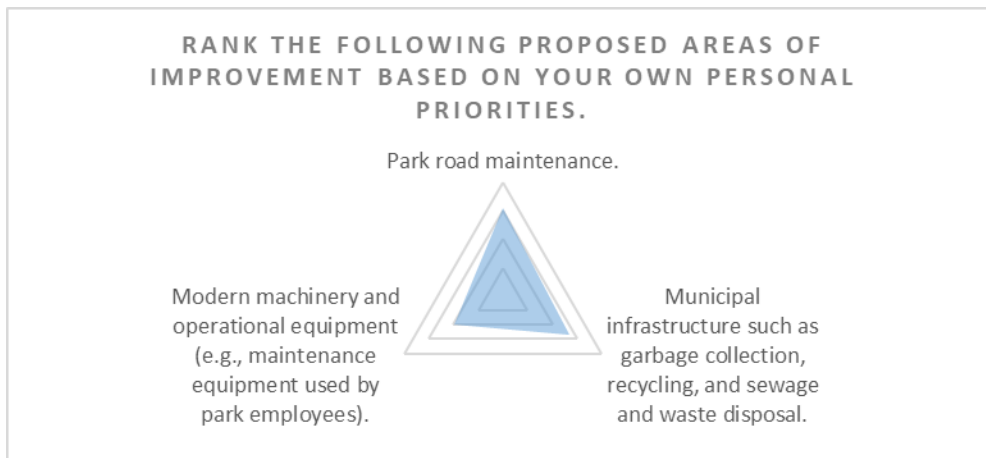 RANK THE FOLLOWING PROPOSED AREAS OF
IMPROVEMENT BASED ON YOUR OWN PERSONAL
PRIORITIES.
Park road maintenance.
Modern machinery and
operational equipment
(e.g., maintenance
equipment used by
park employees).
Municipal
infrastructure such as
garbage collection,
recycling, and sewage
and waste disposal.